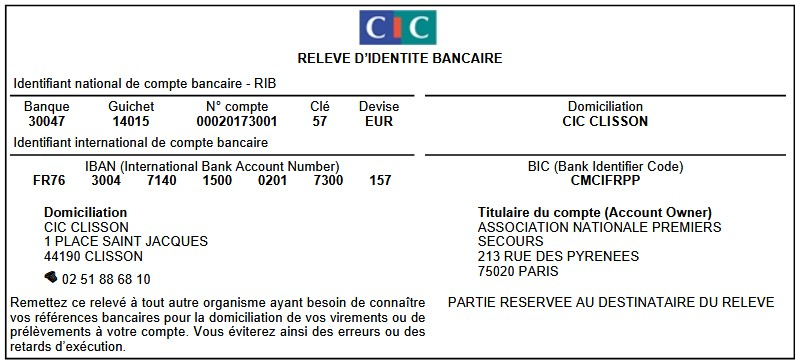 CIC
RELEVE D'IDENTITE BANCAIRE
Identifiant national de compte bancaire - RIB
Banque Guichet N° compte Clé Devise Domiciliation
30047 14015 00020173001 57 EUR CIC CLISSON
Identifiant international de compte bancaire
IBAN (International Bank Account Number) BIC (Bank Identifier Code)
FR76 3004 7140 1500 0201 7300 157 CMCIFRPP
Domiciliation
CIC CLISSON
1 PLACE SAINT JACQUES
44190 CLISSON
02 51 88 68 10
Titulaire du compte (Account Owner)
ASSOCIATION NATIONALE PREMIERS
SECOURS
213 RUE DES PYRENEES
75020 PARIS
Remettez ce relevé à tout autre organisme ayant besoin de connaître
vos références bancaires pour la domiciliation de vos virements ou de
prélèvements à votre compte. Vous éviterez ainsi des erreurs ou des
retards d'exécution.
PARTIE RESERVEE AU DESTINATAIRE DU RELEVE